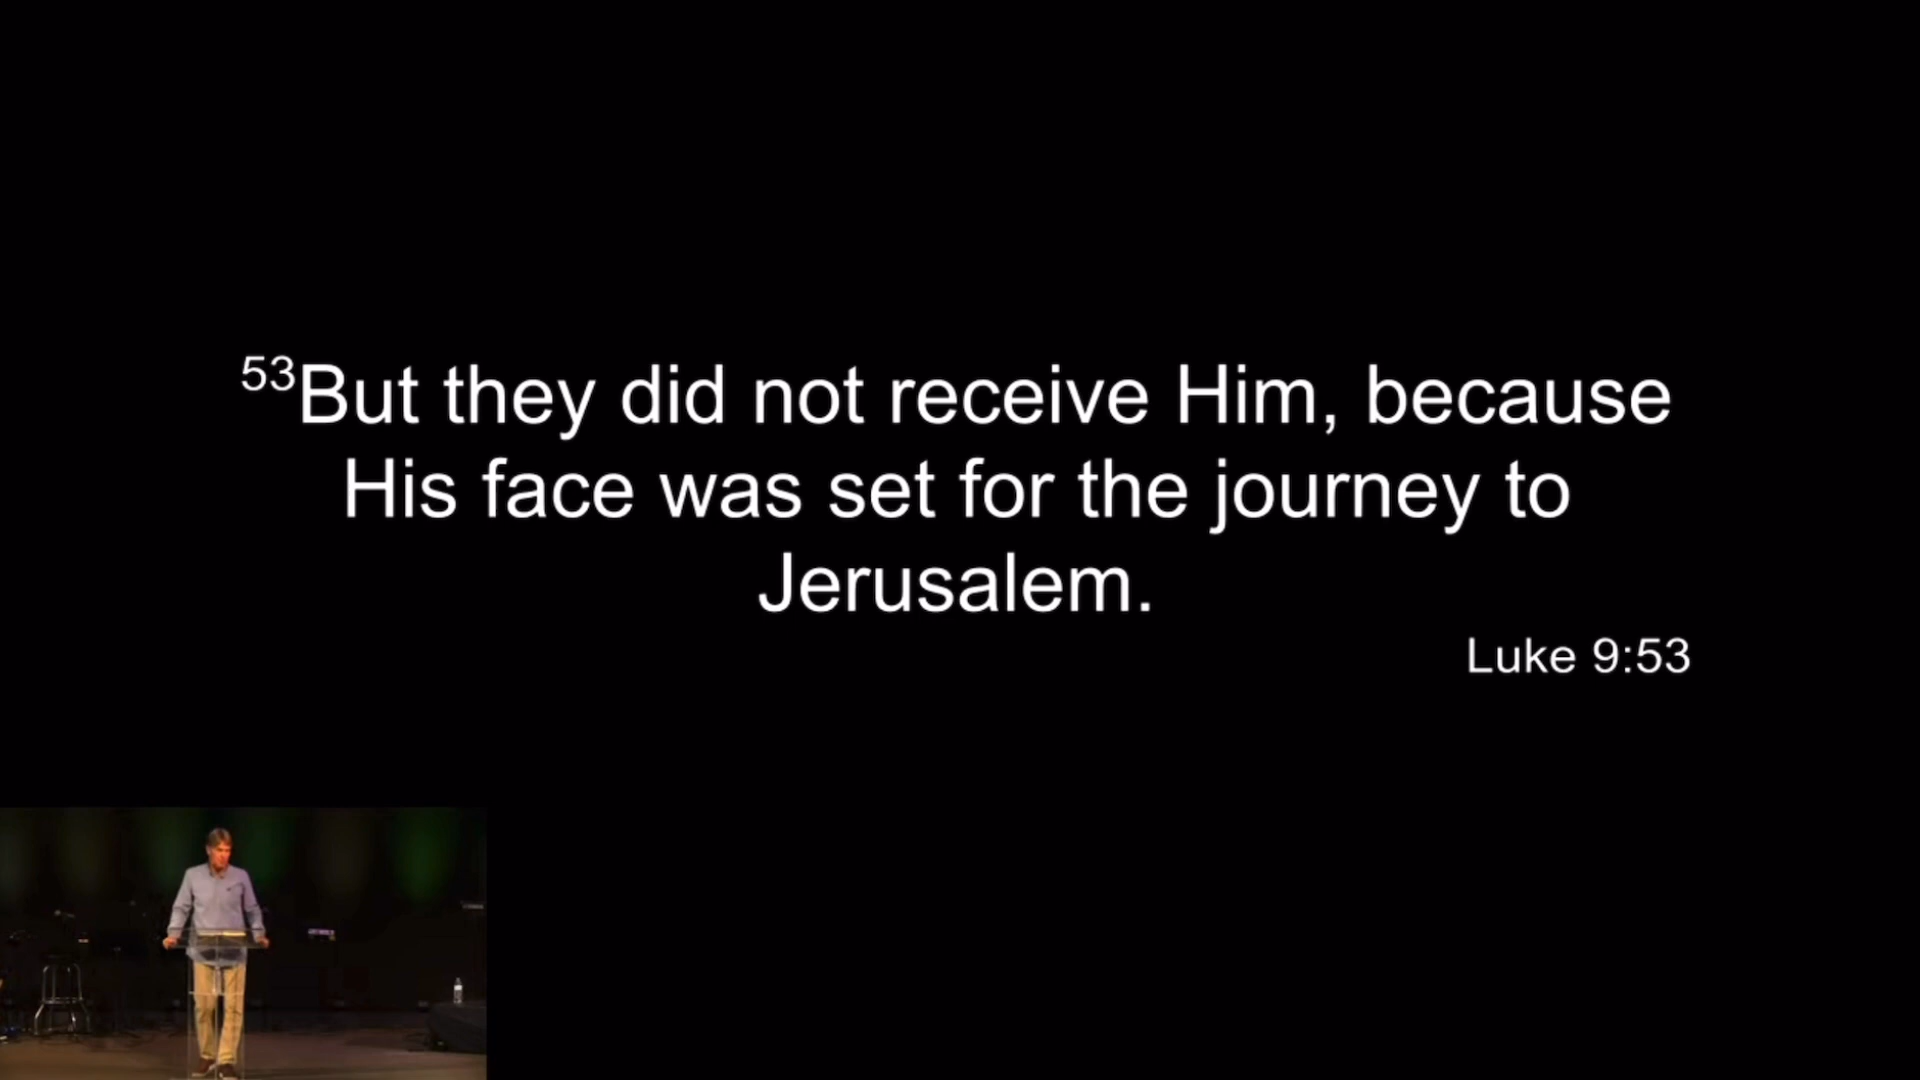 53But they did not receive Him, because
His face was set for the journey to
Jerusalem.
Luke 9:53